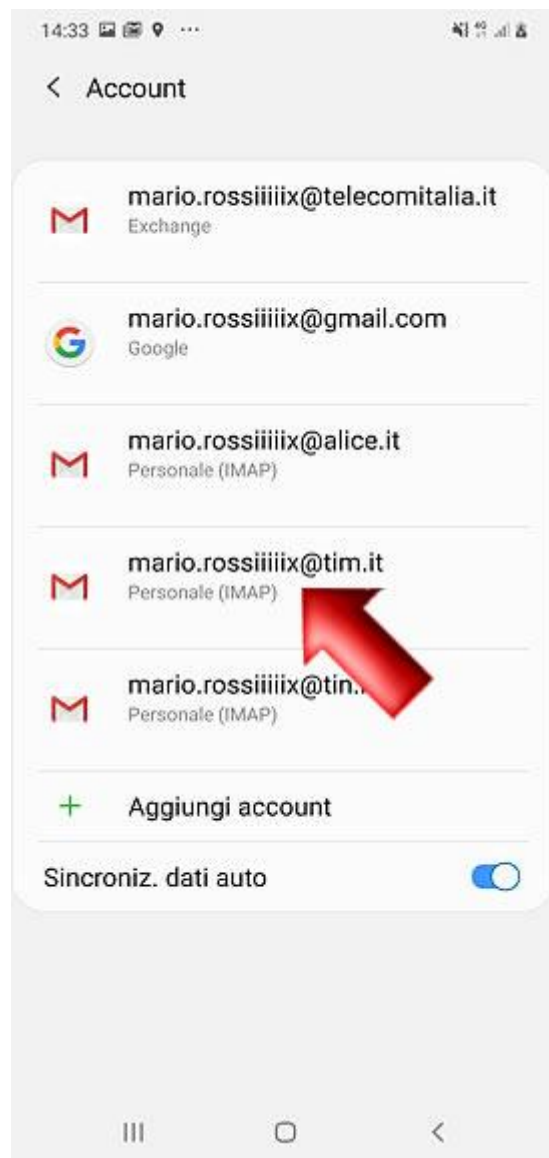 14:33
Account
mario.rossiiiiix@telecomitalia.it
Exchange
mario.rossiiiiix@gmail.com
Google
mario.rossiiiiix@alice.it
Personale (IMAP)
mario.rossiiiiix@tim.it
Personale (IMAP)
mario.rossiiiiix@tin.
Personale (IMAP)
Aggiungi account
Sincroniz. dati auto